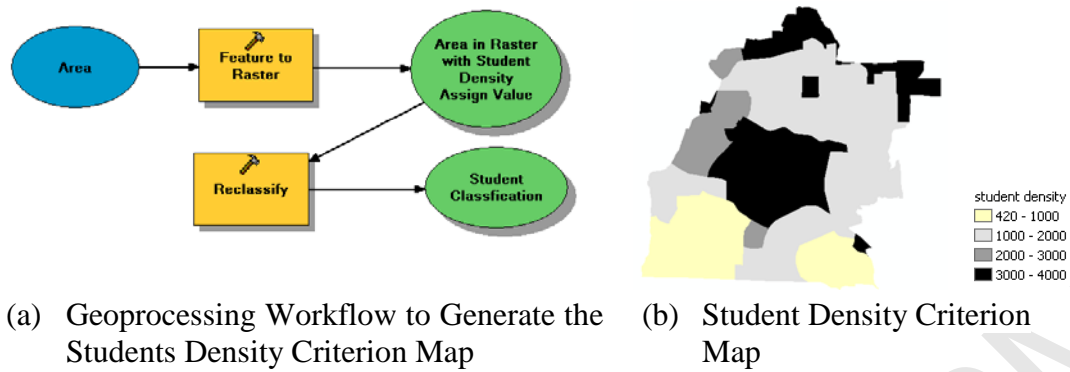 Area
Feature to
Raster
Area in Raster
with Student
Density
Assign Value
Reclassify
Student
Classfication
student density
420 - 1000
1000 - 2000
2000 - 3000
3000 - 4000
(a) Geoprocessing Workflow to Generate the
Students Density Criterion Map
(b) Student Density Criterion
Map